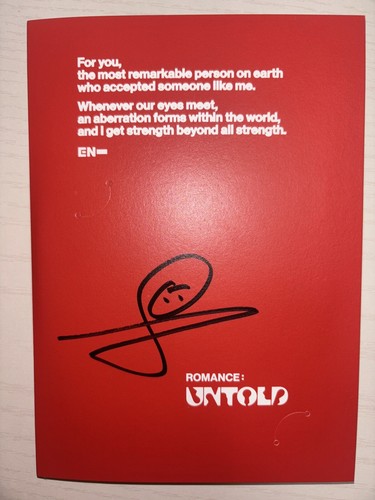 For you,
the most remarkable person on earth
who accepted someone like me.
Whenever our eyes meet,
an aberration forms within the world,
and i get strength beyond all strength.
EN-
ROMANCE:
UNTOLD